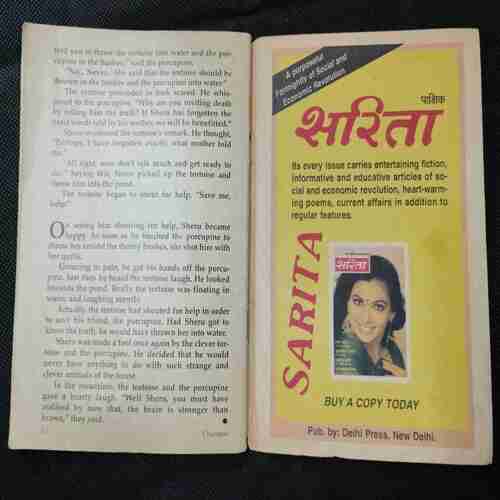 told you to throw the tortoise into water and the porcupine
in the bushes," said the porcupine.
"No, Sheru. She said that the tortoise should be
thrown in the bushes and the porcupine into water."
The tortoise pretended to look scared. He whispered
to the porcupine, "Why are you inviting death
by telling him the truth? If Sheru has forgotten the
exact words told by his mother, we will be benefitted."
Sheru overheard the tortoise's remark. He thought,
"Perhaps, I have forgotten exactly what mother told
me."
"All right, now don't talk much and get ready to
die." Saying this, Sheru picked up the tortoise and
threw him into the pond.
The tortoise began to shout for help, "Save me,
help!"
On seeing him shouting for help, Sheru became
happy. As soon as he touched the porcupine to
throw her amidst the thorny bushes, she shot him with
her quills.
Groaning in pain, he got his hands off the porcupine.
Just then he heard the tortoise laugh. He looked
towards the pond. Really the tortoise was floating in
water and laughing merrily.
Actually the tortoise had shouted for help in order
to save his friend, the porcupine. Had Sheru got to
know the truth, he would have thrown her into water.
Sheru was made a fool once again by the clever tortoise
and the porcupine. He decided that he would
never have anything to do with such strange and
clever animals of the forest.
In the meantime, the tortoise and the porcupine
gave a hearty laugh. "Well Sheru, you must have
realised by now that, the brain is stronger than
brawn," they said.
Champak
A purposeful
Fortnightly of Social and
Economic Revolution
पाक्षिक
सरिता
Its every issue carries entertaining fiction,
informative and educative articles of so-
cial and economic revolution, heart-warm-
ing poems, current affairs in addition to
regular features.
SARITA
सरिता
BUY A COPY TODAY
Pub. by: Delhi Press, New Delhi.